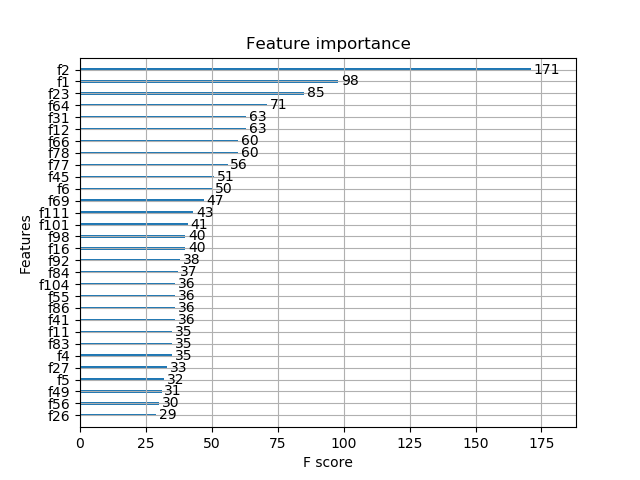 Feature importance
f2 171
f1 98
f23 85
f64 71
f31 63
f12 63
f66 60
f78 60
f77 56
f45 51
f6 50
f69 47
f111 43
f101 41
f98 40
f16 40
f92 38
f84 37
f104 36
f55 36
f86 36
f41 36
f11 35
f83 35
f4 35
f27 33
f5 32
f49 31
f56 30
f26 29
Features
0 25 50 75 100 125 150 175
F score